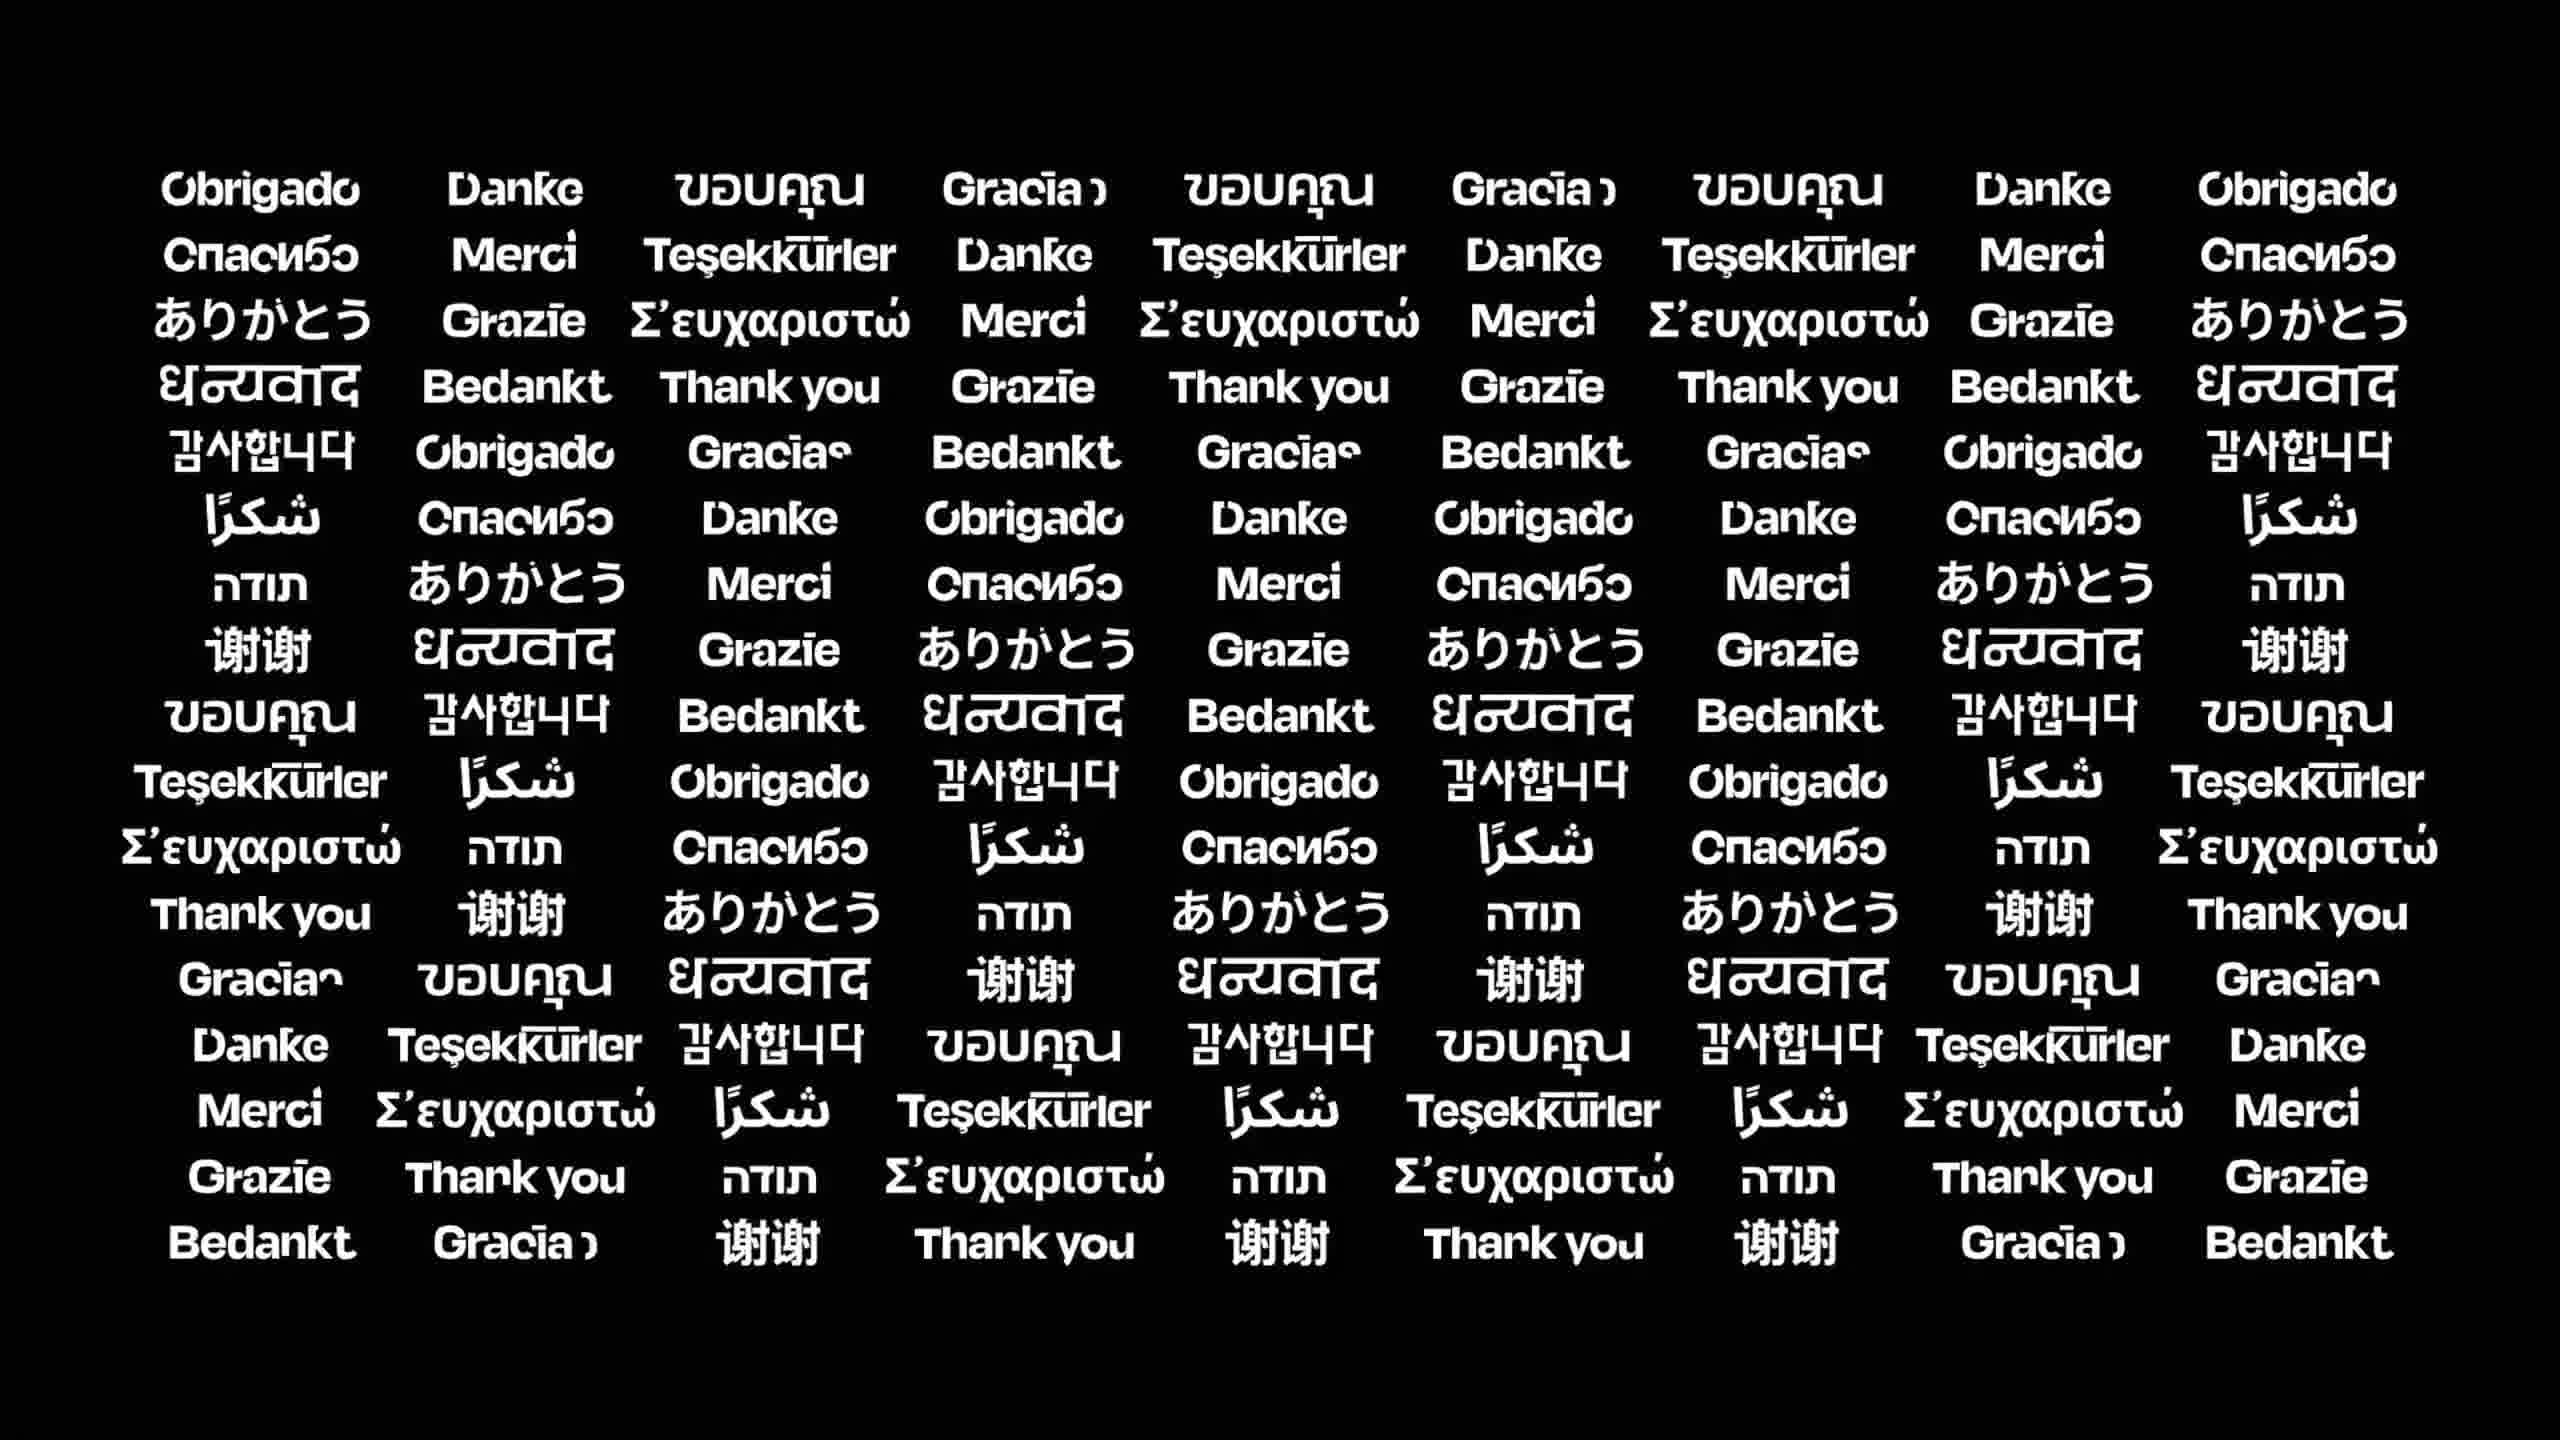 Obrigado Danke ขอบคุณ Gracias ขอบคุณ Gracias ขอบคุณ Danke Obrigado
Спасибо Merci Teşekkürler Danke Teşekkürler Danke Teşekkürler Merci Спасибо
ありがとう Grazie Σ'ευχαριστώ Merci Σ'ευχαριστώ Merci Σ'ευχαριστώ Grazie ありがとう
धन्यवाद Bedankt Thank you Grazie Thank you Grazie Thank you Bedankt धन्यवाद
감사합니다 Obrigado Gracias Bedankt Gracias Bedankt Gracias Obrigado 감사합니다
شكرًا Спасибо Danke Obrigado Danke Obrigado Danke Спасибо شكرًا
תודה ありがとう Merci Спасибо Merci Спасибо Merci ありがとう תודה
谢谢 धन्यवाद Grazie ありがとう Grazie ありがとう Grazie धन्यवाद 谢谢
ขอบคุณ 감사합니다 Bedankt धन्यवाद Bedankt धन्यवाद Bedankt 감사합니다 ขอบคุณ
Teşekkürler شكرًا Obrigado 감사합니다 Obrigado 감사합니다 Obrigado شكرًا Teşekkürler
Σ'ευχαριστώ תודה Спасибо شكرًا Спасибо شكرًا Спасибо תודה Σ'ευχαριστώ
Thank you 谢谢 ありがとう תודה ありがとう תודה ありがとう 谢谢 Thank you
Gracias ขอบคุณ धन्यवाद 谢谢 धन्यवाद 谢谢 धन्यवाद ขอบคุณ Gracias
Danke Teşekkürler 감사합니다 ขอบคุณ 감사합니다 ขอบคุณ 감사합니다 Teşekkürler Danke
Merci Σ'ευχαριστώ شكرًا Teşekkürler شكرًا Teşekkürler شكرًا Σ'ευχαριστώ Merci
Grazie Thank you תודה Σ'ευχαριστώ תודה Σ'ευχαριστώ תודה Thank you Grazie
Bedankt Gracias 谢谢 Thank you 谢谢 Thank you 谢谢 Gracias Bedankt